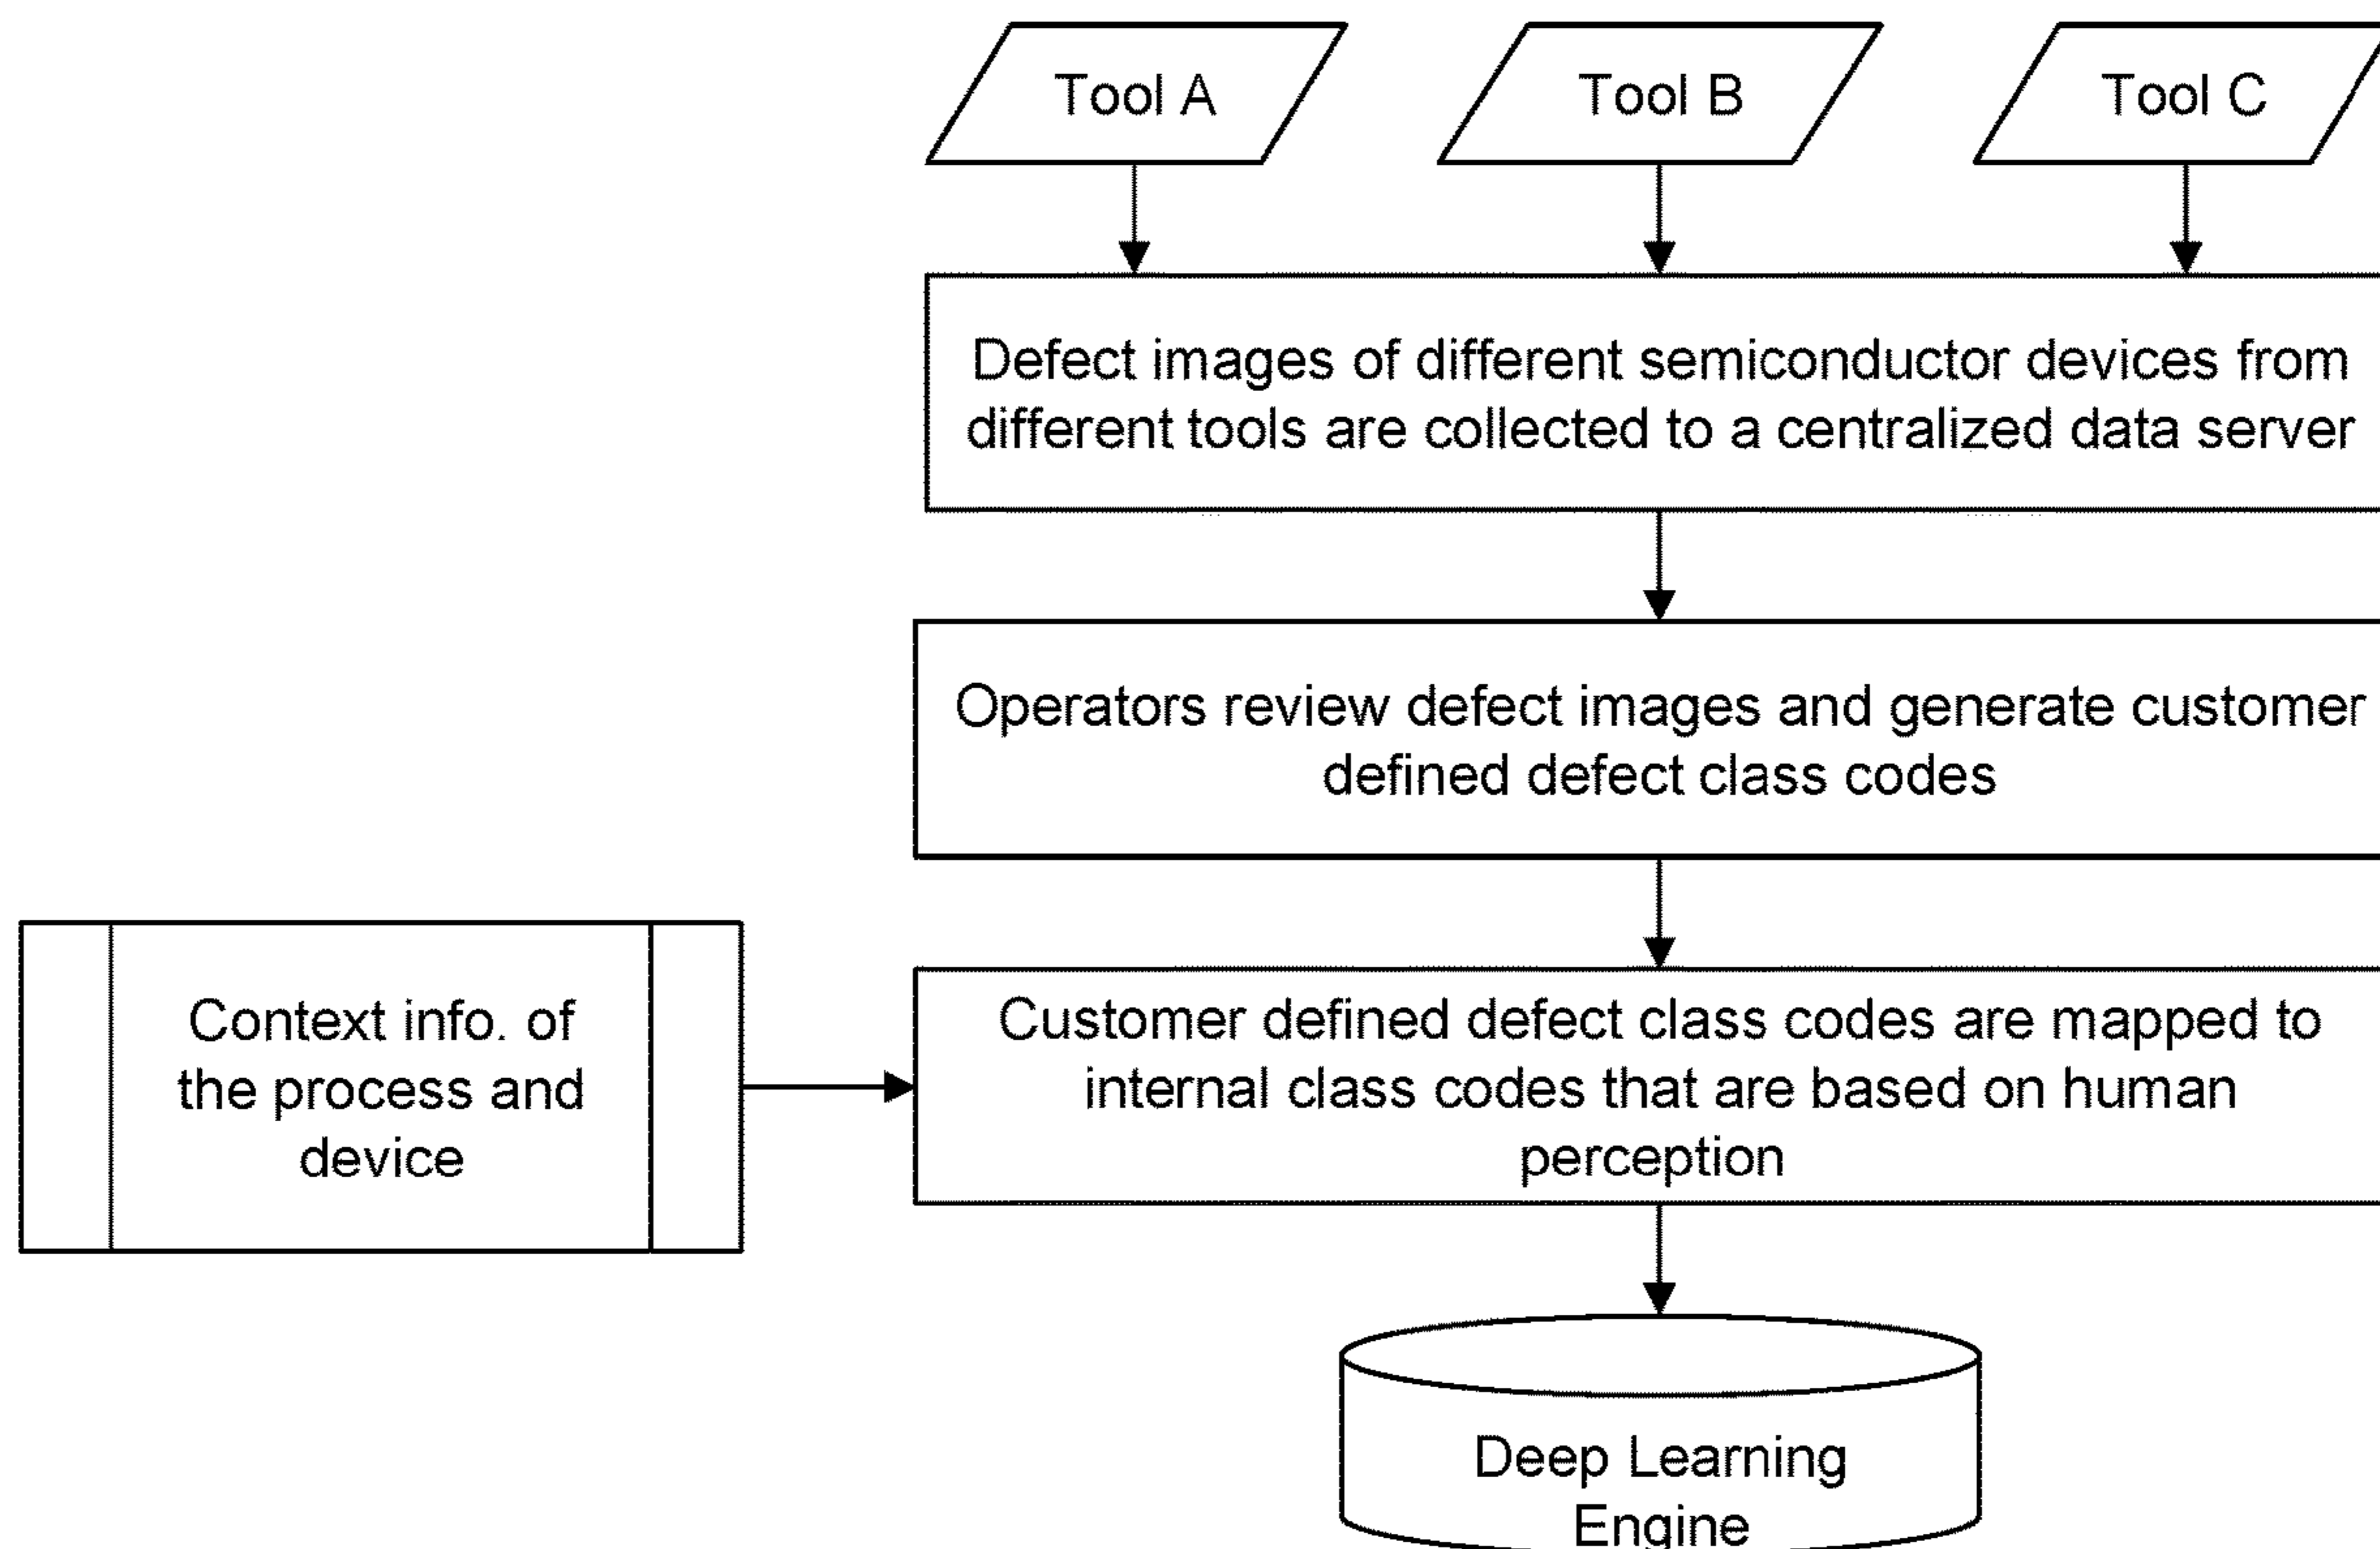 Tool A
Tool B
Tool C
Defect images of different semiconductor devices from
different tools are collected to a centralized data server
Operators review defect images and generate customer
defined defect class codes
Context info. of
the process and
device
Customer defined defect class codes are mapped to
internal class codes that are based on human
perception
Deep Learning
Engine